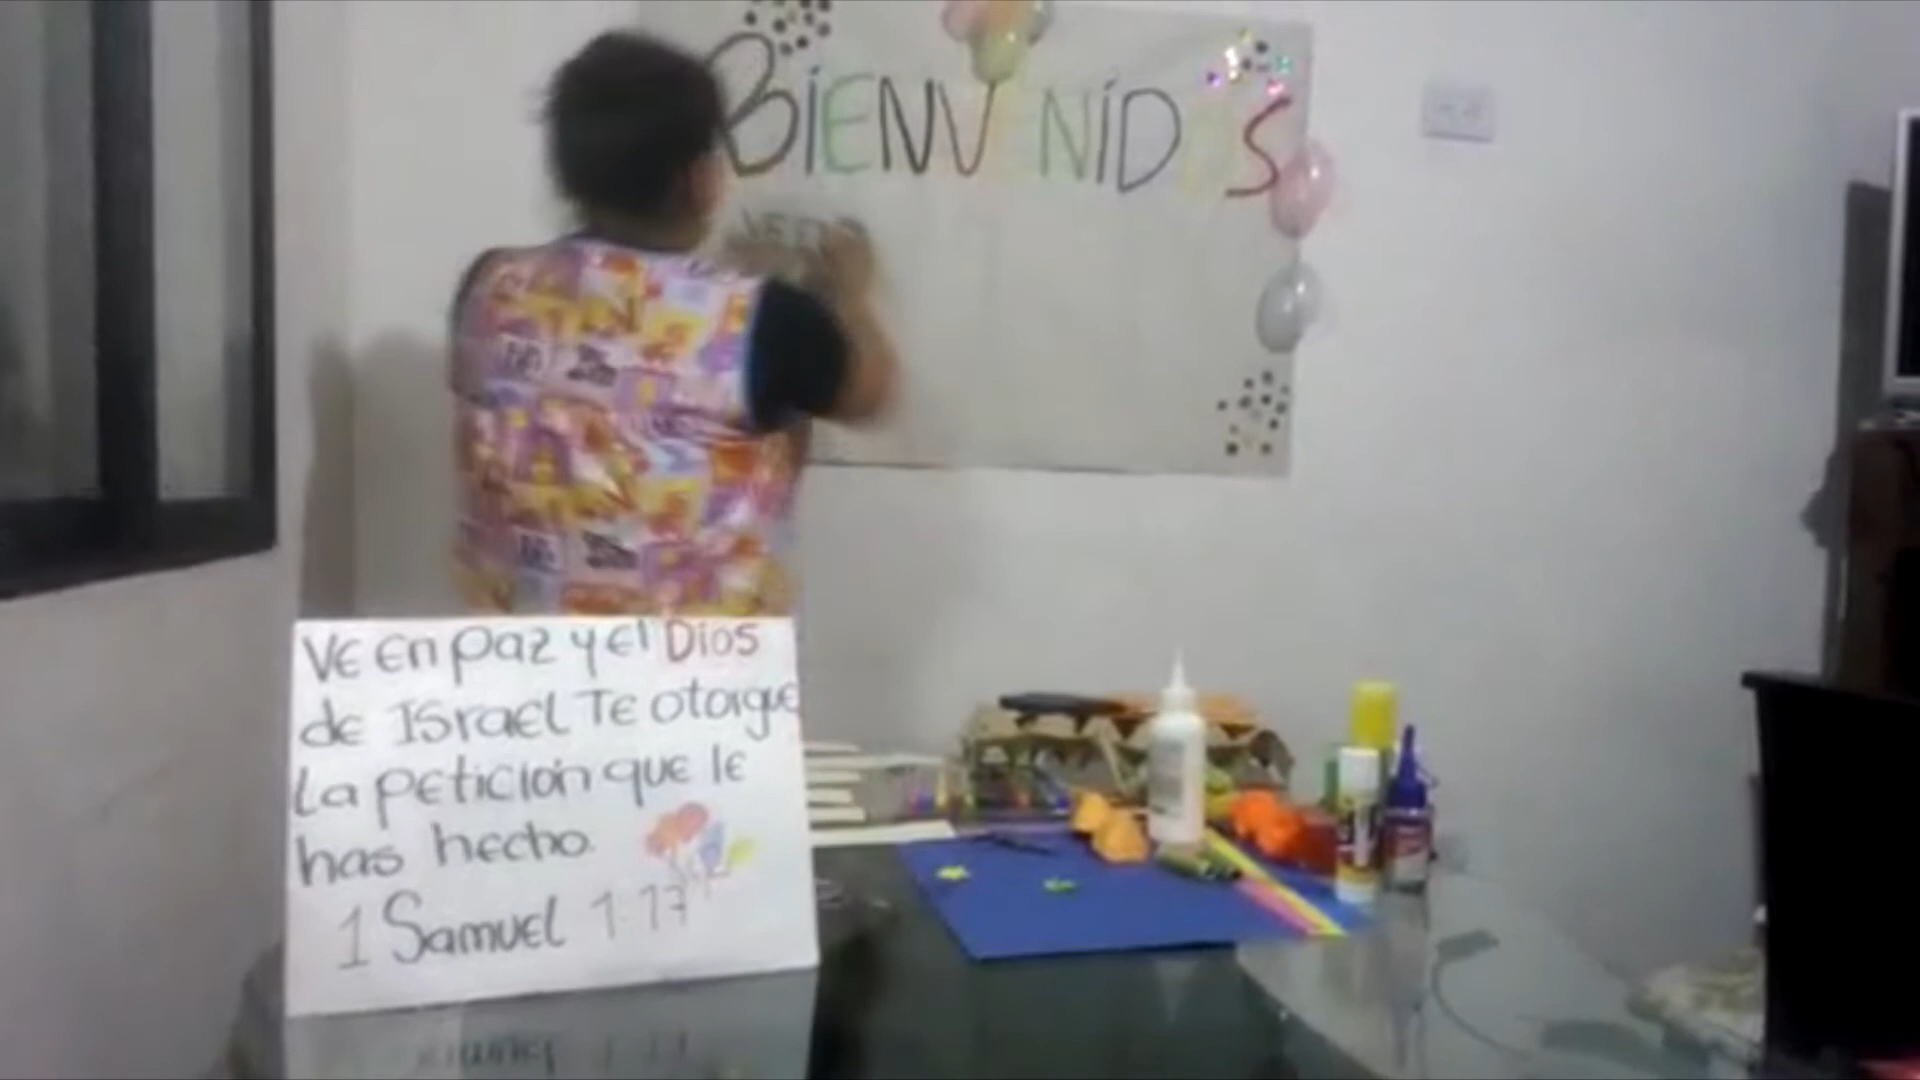 BiENVENiDOS
VE En paz y el Dios
de ISraEL TE otorgue
La pEticion que le
has hecho.
1 Samuel 1:17